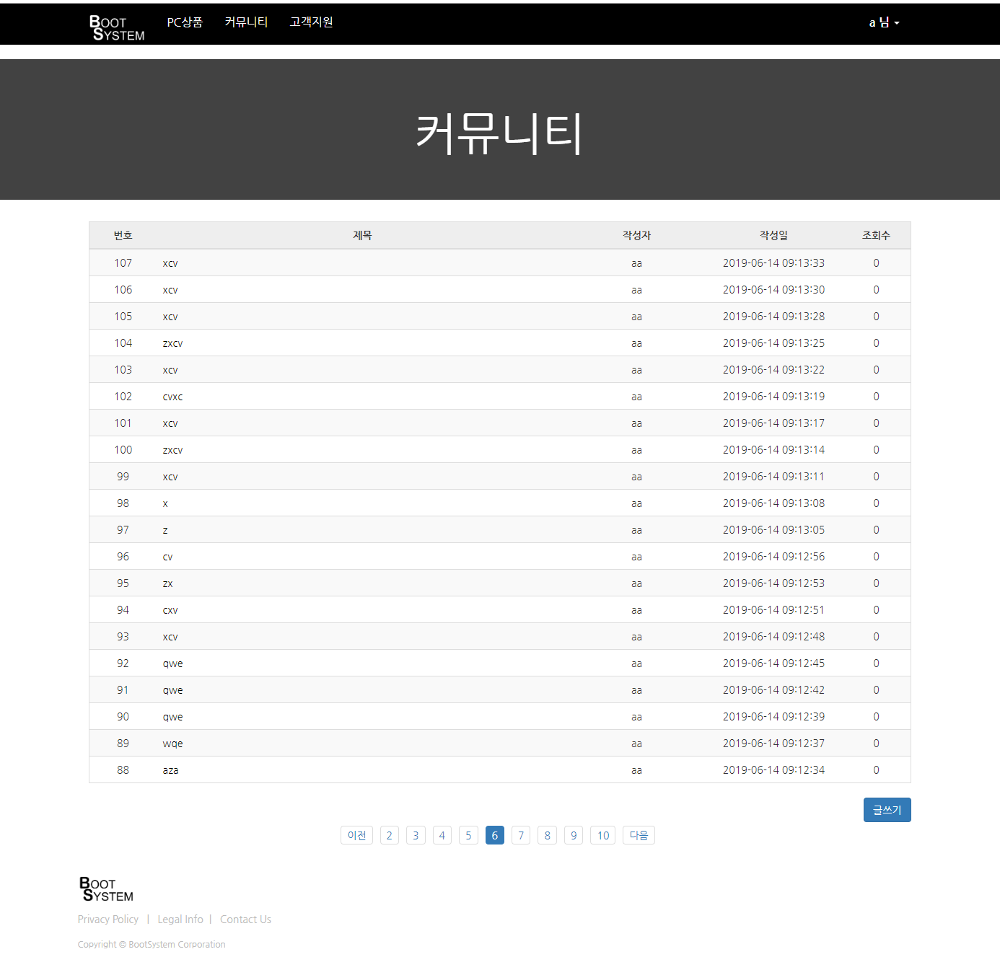 BOOT SYSTEM PC상품 커뮤니티 고객지원 a 님
커뮤니티
번호 제목 작성자 작성일 조회수
107 xcv aa 2019-06-14 09:13:33 0
106 xcv aa 2019-06-14 09:13:30 0
105 xcv aa 2019-06-14 09:13:28 0
104 zxcv aa 2019-06-14 09:13:25 0
103 xcv aa 2019-06-14 09:13:22 0
102 cvxc aa 2019-06-14 09:13:19 0
101 xcv aa 2019-06-14 09:13:17 0
100 zxcv aa 2019-06-14 09:13:14 0
99 xcv aa 2019-06-14 09:13:11 0
98 x aa 2019-06-14 09:13:08 0
97 z aa 2019-06-14 09:13:05 0
96 cv aa 2019-06-14 09:12:56 0
95 zx aa 2019-06-14 09:12:53 0
94 cxv aa 2019-06-14 09:12:51 0
93 xcv aa 2019-06-14 09:12:48 0
92 qwe aa 2019-06-14 09:12:45 0
91 qwe aa 2019-06-14 09:12:42 0
90 qwe aa 2019-06-14 09:12:39 0
89 wqe aa 2019-06-14 09:12:37 0
88 aza aa 2019-06-14 09:12:34 0
글쓰기
이전 2 3 4 5 6 7 8 9 10 다음
BOOT
SYSTEM
Privacy Policy | Legal Info | Contact Us
Copyright © BootSystem Corporation